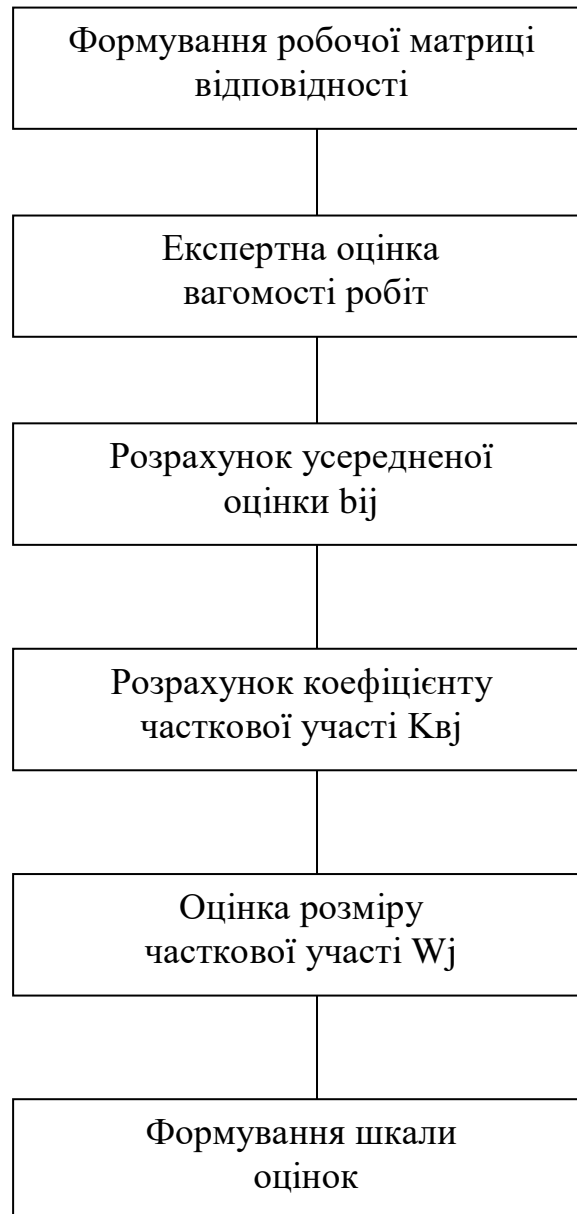 Формування робочої матриці
відповідності
Експертна оцінка
вагомості робіт
Розрахунок усередненої
оцінки bij
Розрахунок коефіцієнту
часткової участі Kвj
Оцінка розміру
часткової участі Wj
Формування шкали
оцінок